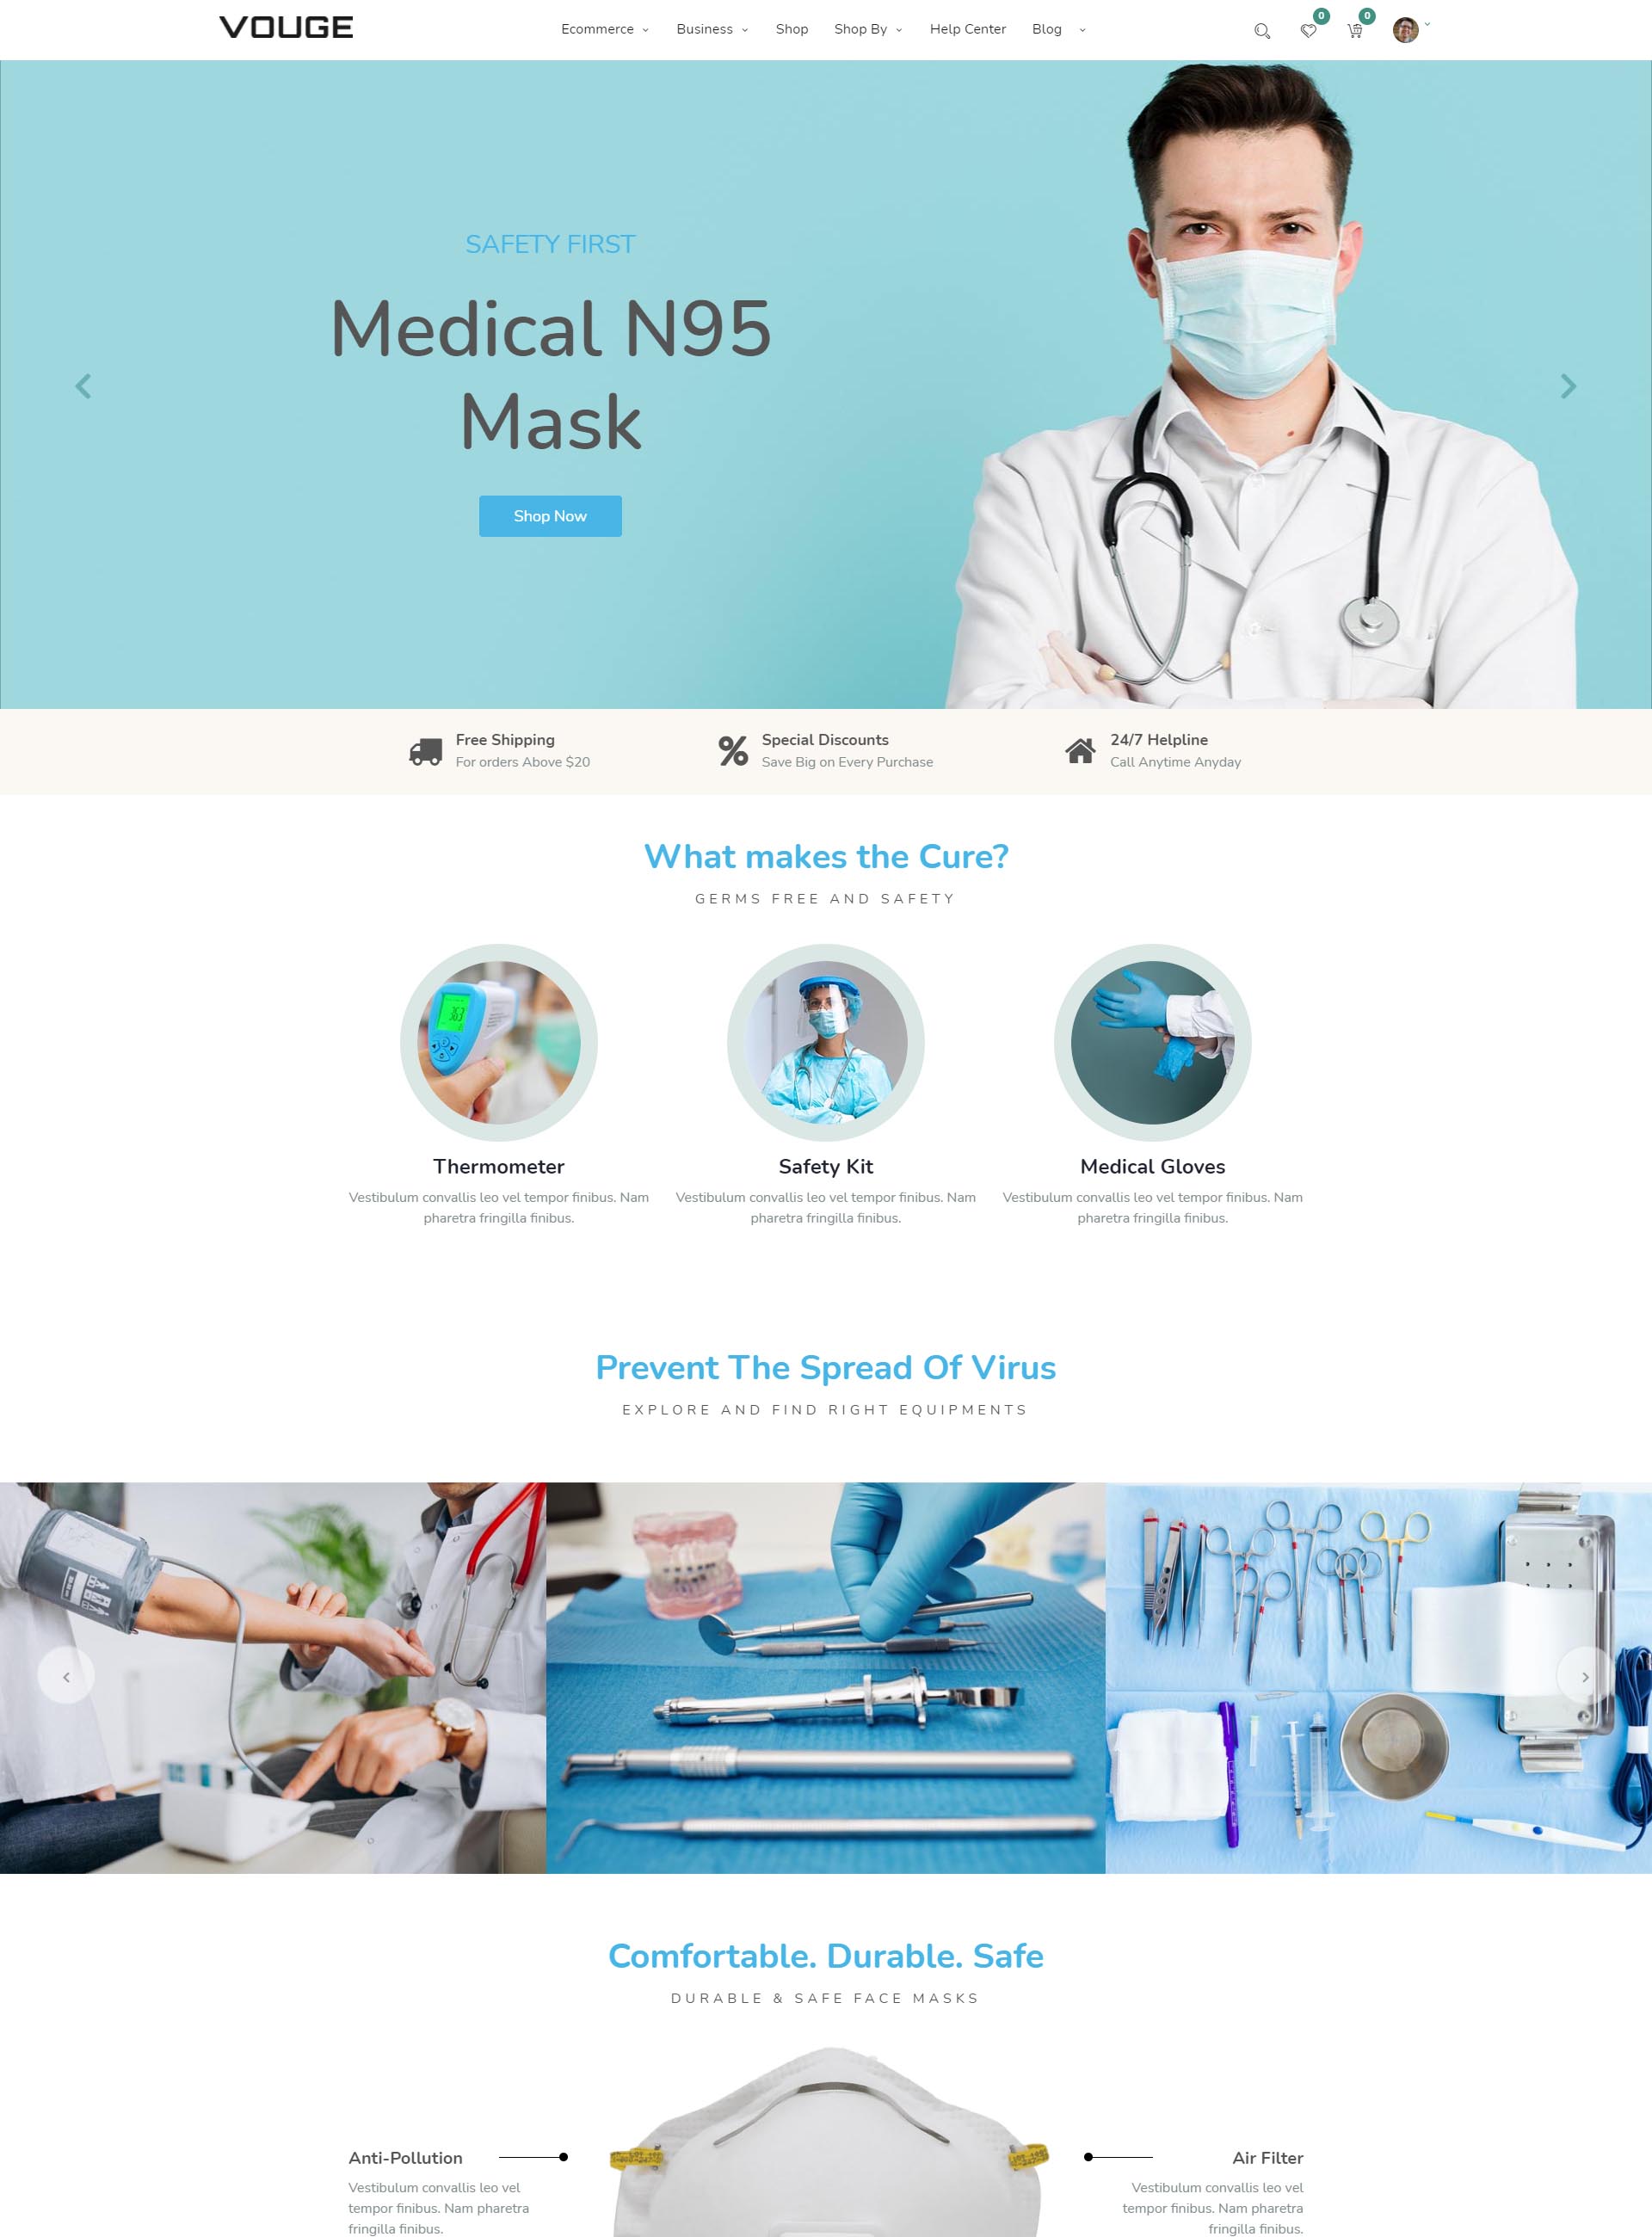 VOUGE
Ecommerce Business Shop Shop By Help Center Blog
0 0
SAFETY FIRST
Medical N95
Mask
Shop Now
Free Shipping
For orders Above $20
Special Discounts
Save Big on Every Purchase
24/7 Helpline
Call Anytime Anyday
What makes the Cure?
GERMS FREE AND SAFETY
Thermometer
Vestibulum convallis leo vel tempor finibus. Nam
pharetra fringilla finibus.
Safety Kit
Vestibulum convallis leo vel tempor finibus. Nam
pharetra fringilla finibus.
Medical Gloves
Vestibulum convallis leo vel tempor finibus. Nam
pharetra fringilla finibus.
Prevent The Spread Of Virus
EXPLORE AND FIND RIGHT EQUIPMENTS
Comfortable. Durable. Safe
DURABLE & SAFE FACE MASKS
Anti-Pollution
Vestibulum convallis leo vel
tempor finibus. Nam pharetra
fringilla finibus.
Air Filter
Vestibulum convallis leo vel
tempor finibus. Nam pharetra
fringilla finibus.